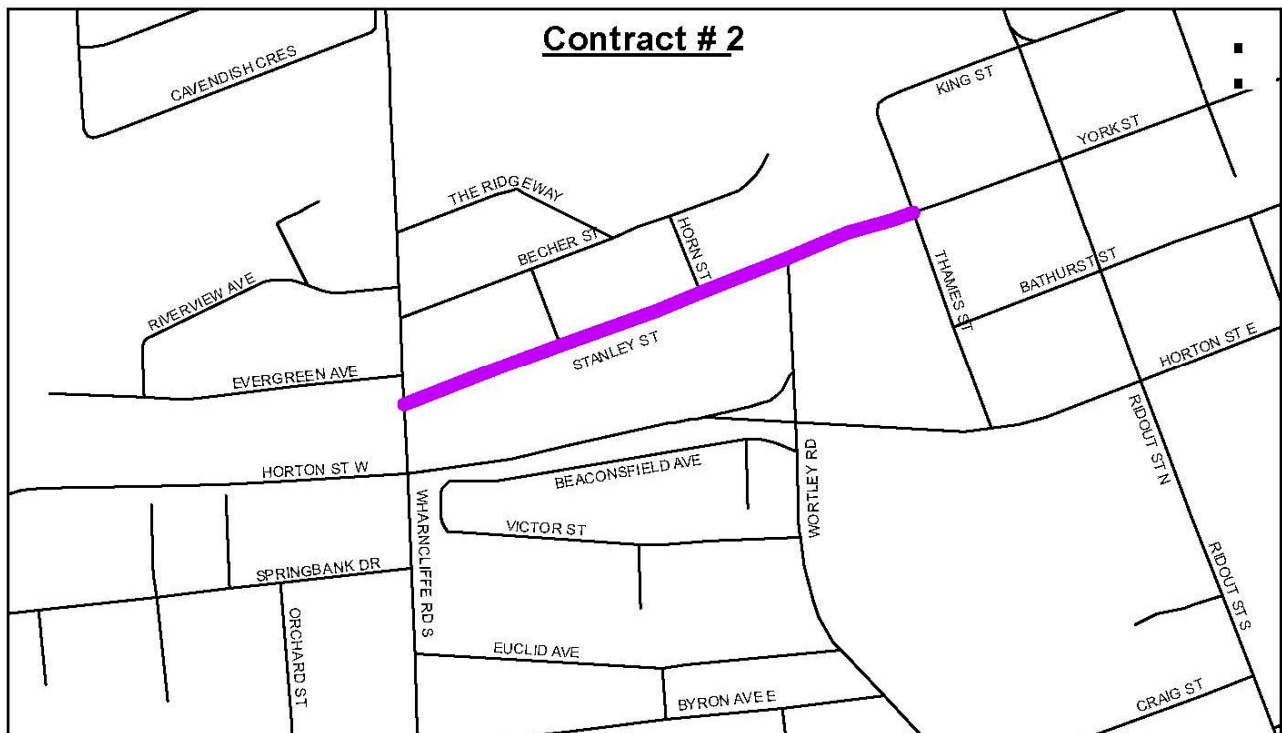 Contract # 2
CAVENDISH CRES
KING ST
YORK ST
THE RIDGEWAY
BECHER ST
HORN ST
THAMES ST
BATHURST ST
RIVERVIEW AVE
STANLEY ST
HORTON ST E
EVERGREEN AVE
RIDOUT ST N
HORTON ST W
BEACONSFIELD AVE
WORTLEY RD
WHARNCLIFFE RD S
VICTOR ST
SPRINGBANK DR
RIDOUT ST S
ORCHARD ST
EUCLID AVE
BYRON AVE E
CRAIG ST